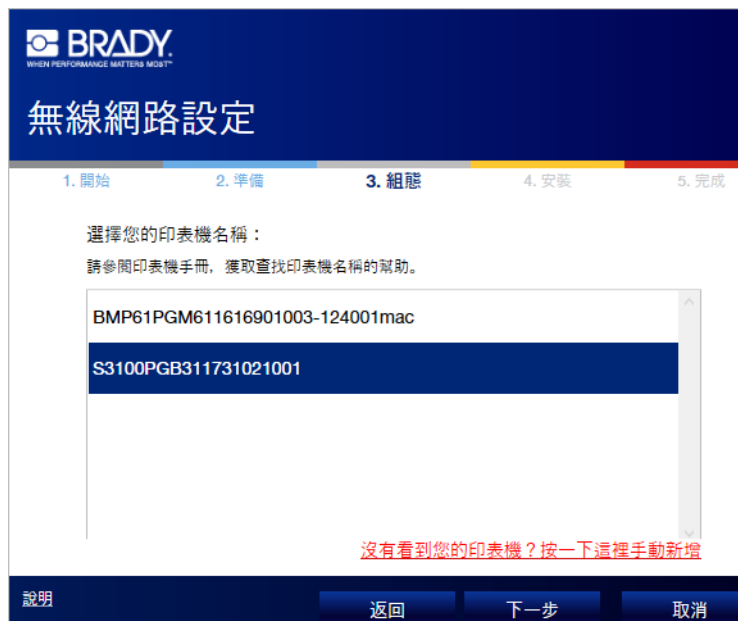 BRADY.
WHEN PERFORMANCE MATTERS MOST™
無線網路設定
1. 開始 2. 準備 3. 組態 4. 安裝 5. 完成
選擇您的印表機名稱：
請參閱印表機手冊，獲取查找印表機名稱的幫助。
BMP61PGM611616901003-124001mac
S3100PGB311731021001
沒有看到您的印表機？按一下這裡手動新增
說明 返回 下一步 取消